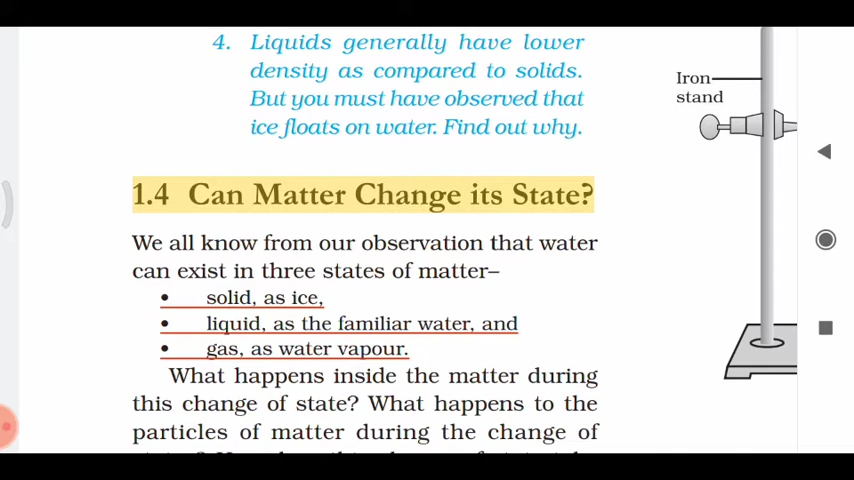 4. Liquids generally have lower
density as compared to solids.
But you must have observed that
ice floats on water. Find out why.
Iron
stand
1.4 Can Matter Change its State?
We all know from our observation that water
can exist in three states of matter–
• solid, as ice,
• liquid, as the familiar water, and
• gas, as water vapour.
What happens inside the matter during
this change of state? What happens to the
particles of matter during the change of